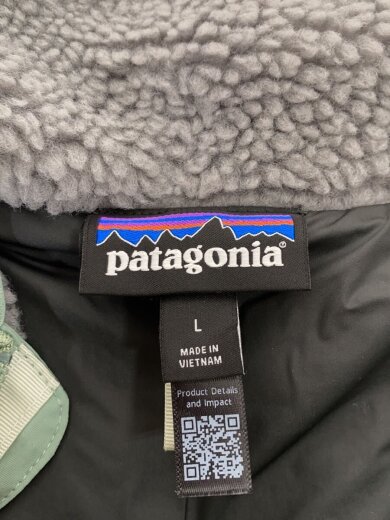 patagonia®
L
MADE IN
VIETNAM
Product Details
and Impact